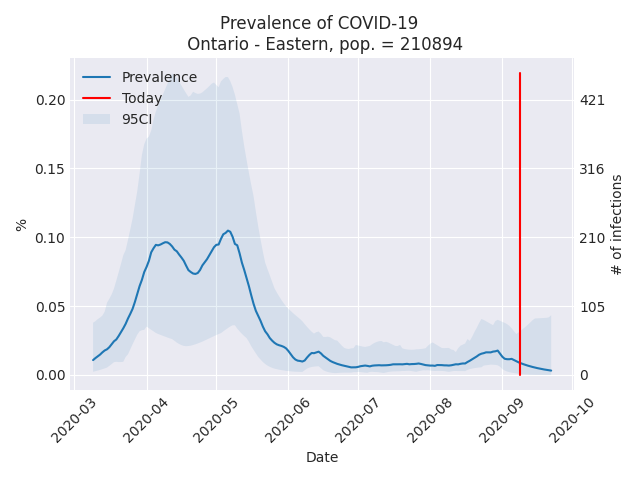 Prevalence of COVID-19
Ontario - Eastern, pop. = 210894
Prevalence
Today
95CI
0.20
0.15
0.10
0.05
0.00
%
421
316
210
105
0
# of infections
2020-03
2020-04
2020-05
2020-06
2020-07
2020-08
2020-09
2020-10
Date